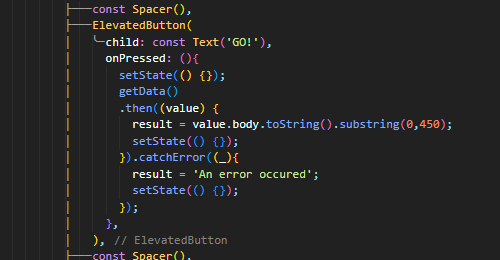 const Spacer(),
ElevatedButton(
child: const Text('GO!'),
onPressed: (){
setState(() {});
getData()
.then((value) {
result = value.body.toString().substring(0,450);
setState(() {});
}).catchError((_){
result = 'An error occured';
setState(() {});
});
},
), // ElevatedButton
const Spacer(),